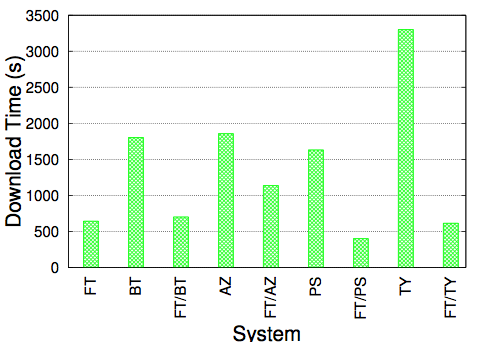 3500
3000
2500
2000
1500
1000
500
0
Download Time (s)
FT
BT
FT/BT
AZ
FT/AZ
PS
FT/PS
TY
FT/TY
System